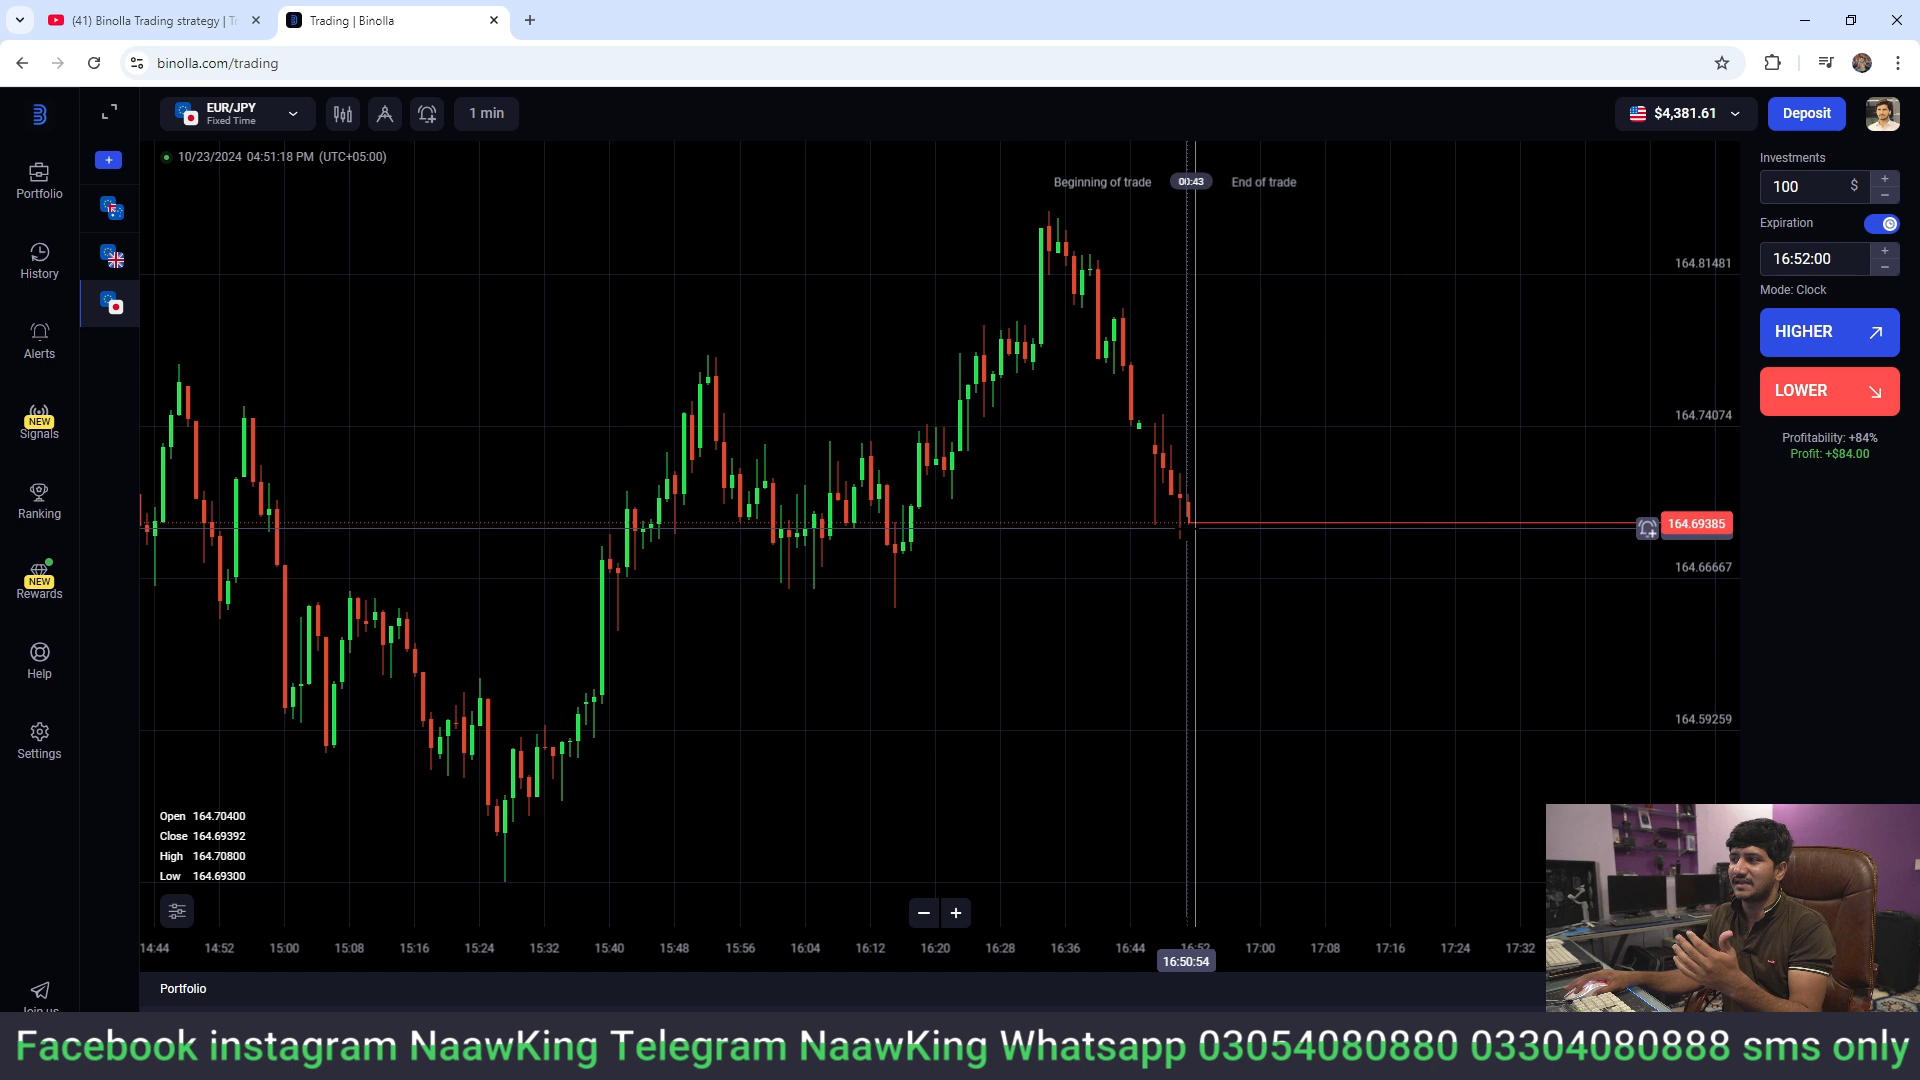 (41) Binolla Trading strategy |
Trading | Binolla
binolla.com/trading
EUR/JPY
Fixed Time
1 min
$4,381.61
Deposit
10/23/2024 04:51:18 PM (UTC+05:00)
Beginning of trade
00:43
End of trade
Portfolio
History
Alerts
NEW
Signals
Ranking
NEW
Rewards
Help
Settings
Join us
Investments
100 $
Expiration
16:52:00
Mode: Clock
HIGHER
LOWER
Profitability: +84%
Profit: +$84.00
164.81481
164.74074
164.69385
164.66667
164.59259
Open 164.70400
Close 164.69392
High 164.70800
Low 164.69300
14:44 14:52 15:00 15:08 15:16 15:24 15:32 15:40 15:48 15:56 16:04 16:12 16:20 16:28 16:36 16:44 16:52 17:00 17:08 17:16 17:24 17:32
16:50:54
Portfolio
Facebook instagram NaawKing Telegram NaawKing Whatsapp 03054080880 03304080888 sms only